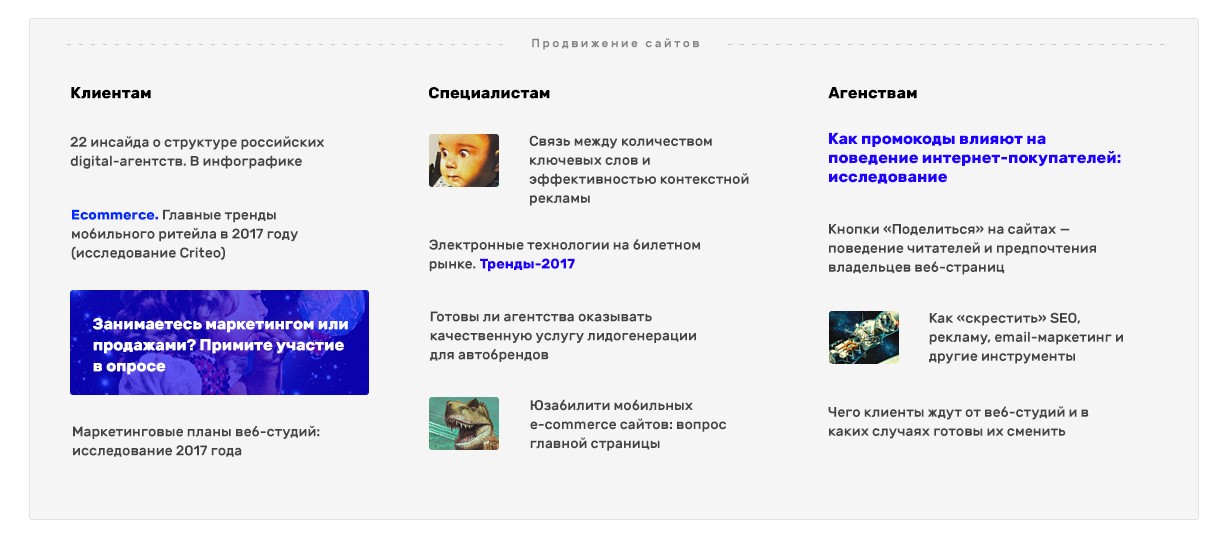 Продвижение сайтов
Клиентам
22 инсайда о структуре российских
digital-агентств. В инфографике
Ecommerce. Главные тренды
мобильного ритейла в 2017 году
(исследование Criteo)
Занимаетесь маркетингом или
продажами? Примите участие
в опросе
Маркетинговые планы веб-студий:
исследование 2017 года
Специалистам
Связь между количеством
ключевых слов и
эффективностью контекстной
рекламы
Электронные технологии на билетном
рынке. Тренды-2017
Готовы ли агентства оказывать
качественную услугу лидогенерации
для автобрендов
Юзабилити мобильных
e-commerce сайтов: вопрос
главной страницы
Агенствам
Как промокоды влияют на
поведение интернет-покупателей:
исследование
Кнопки «Поделиться» на сайтах —
поведение читателей и предпочтения
владельцев веб-страниц
Как «скрестить» SEO,
рекламу, email-маркетинг и
другие инструменты
Чего клиенты ждут от веб-студий и в
каких случаях готовы их сменить